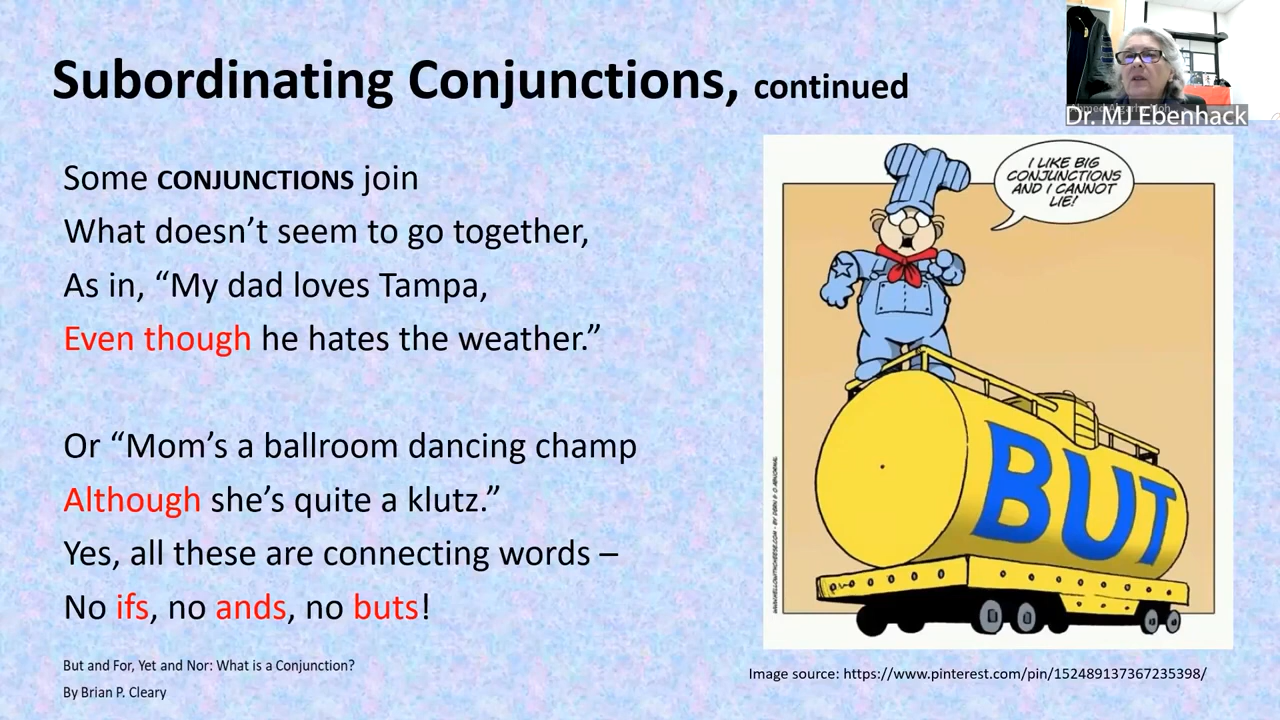 Subordinating Conjunctions, continued
Dr. MJ Ebenhack
Some CONJUNCTIONS join
What doesn’t seem to go together,
As in, “My dad loves Tampa,
Even though he hates the weather.”
Or “Mom’s a ballroom dancing champ
Although she’s quite a klutz.”
Yes, all these are connecting words –
No ifs, no ands, no buts!
But and For, Yet and Nor: What is a Conjunction?
By Brian P. Cleary
I LIKE BIG
CONJUNCTIONS
AND I CANNOT
LIE!
BUT
Image source: https://www.pinterest.com/pin/152489137367235398/